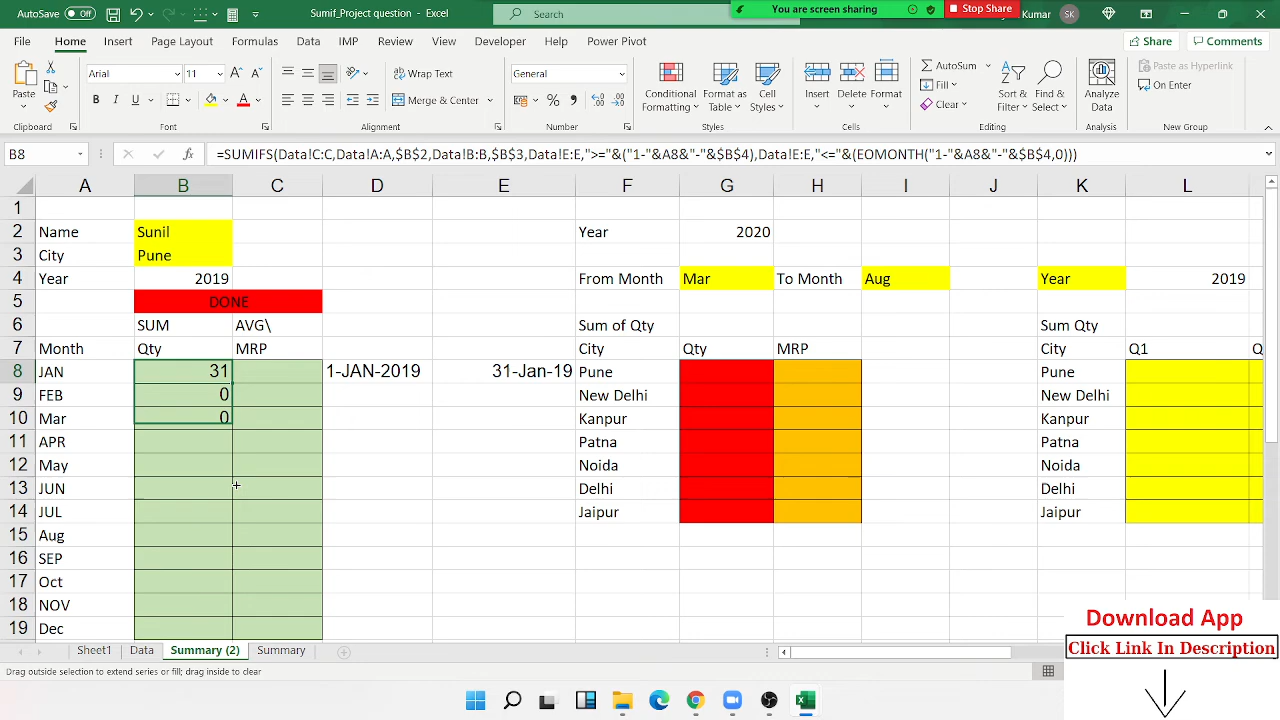 AutoSave Off Sumif_Project question - Excel Search You are screen sharing Stop Share Kumar SK
File Home Insert Page Layout Formulas Data IMP Review View Developer Help Power Pivot Share Comments
Paste Arial 11 Wrap Text General Conditional Formatting Format as Table Cell Styles Insert Delete Format AutoSum Fill Clear Sort & Filter Find & Select Analyze Data Paste as Hyperlink On Enter
B I U Merge & Center
Clipboard Font Alignment Number Styles Cells Editing Analysis New Group
B8 fx =SUMIFS(Data!C:C,Data!A:A,$B$2,Data!B:B,$B$3,Data!E:E,">="&("1-"&A8&"-"&$B$4),Data!E:E,"<="&(EOMONTH("1-"&A8&"-"&$B$4,0)))
A B C D E F G H I J K L
1
2 Name Sunil Year 2020
3 City Pune
4 Year 2019 From Month Mar To Month Aug Year 2019
5 DONE
6 SUM AVG\ Sum of Qty Sum Qty
7 Month Qty MRP City Qty MRP City Q1 Q
8 JAN 31 1-JAN-2019 31-Jan-19 Pune Pune
9 FEB 0 New Delhi New Delhi
10 Mar 0 Kanpur Kanpur
11 APR Patna Patna
12 May Noida Noida
13 JUN Delhi Delhi
14 JUL Jaipur Jaipur
15 Aug
16 SEP
17 Oct
18 NOV
19 Dec
Sheet1 Data Summary (2) Summary
Drag outside selection to extend series or fill; drag inside to clear
Download App
Click Link In Description